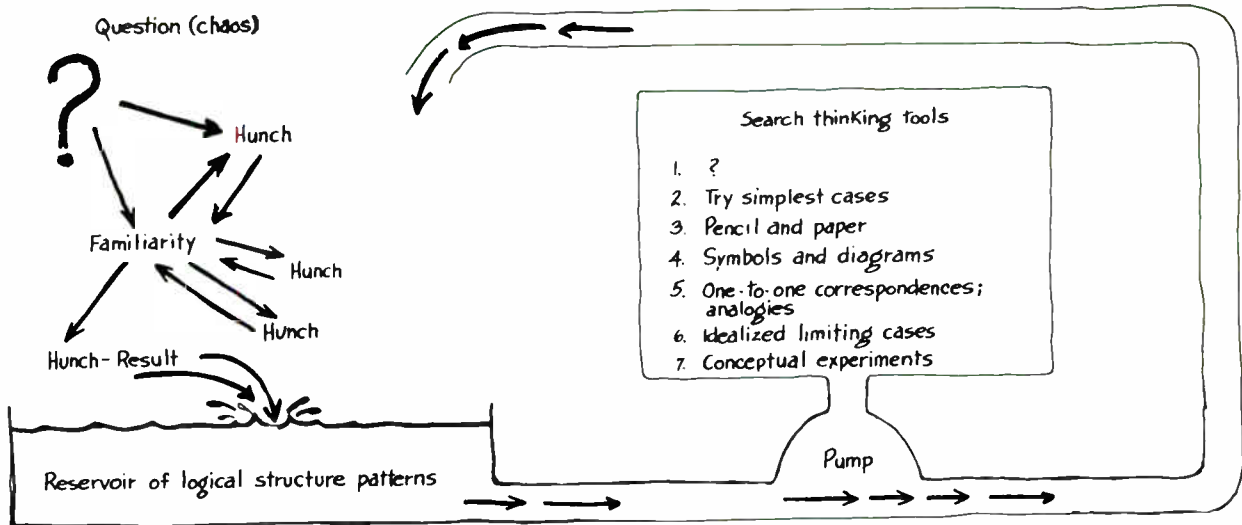 Question (chaos)
?
Hunch
Familiarity
Hunch
Hunch
Hunch-Result
Reservoir of logical structure patterns
Search thinking tools
1. ?
2. Try simplest cases
3. Pencil and paper
4. Symbols and diagrams
5. One-to-one correspondences;
analogies
6. Idealized limiting cases
7. Conceptual experiments
Pump